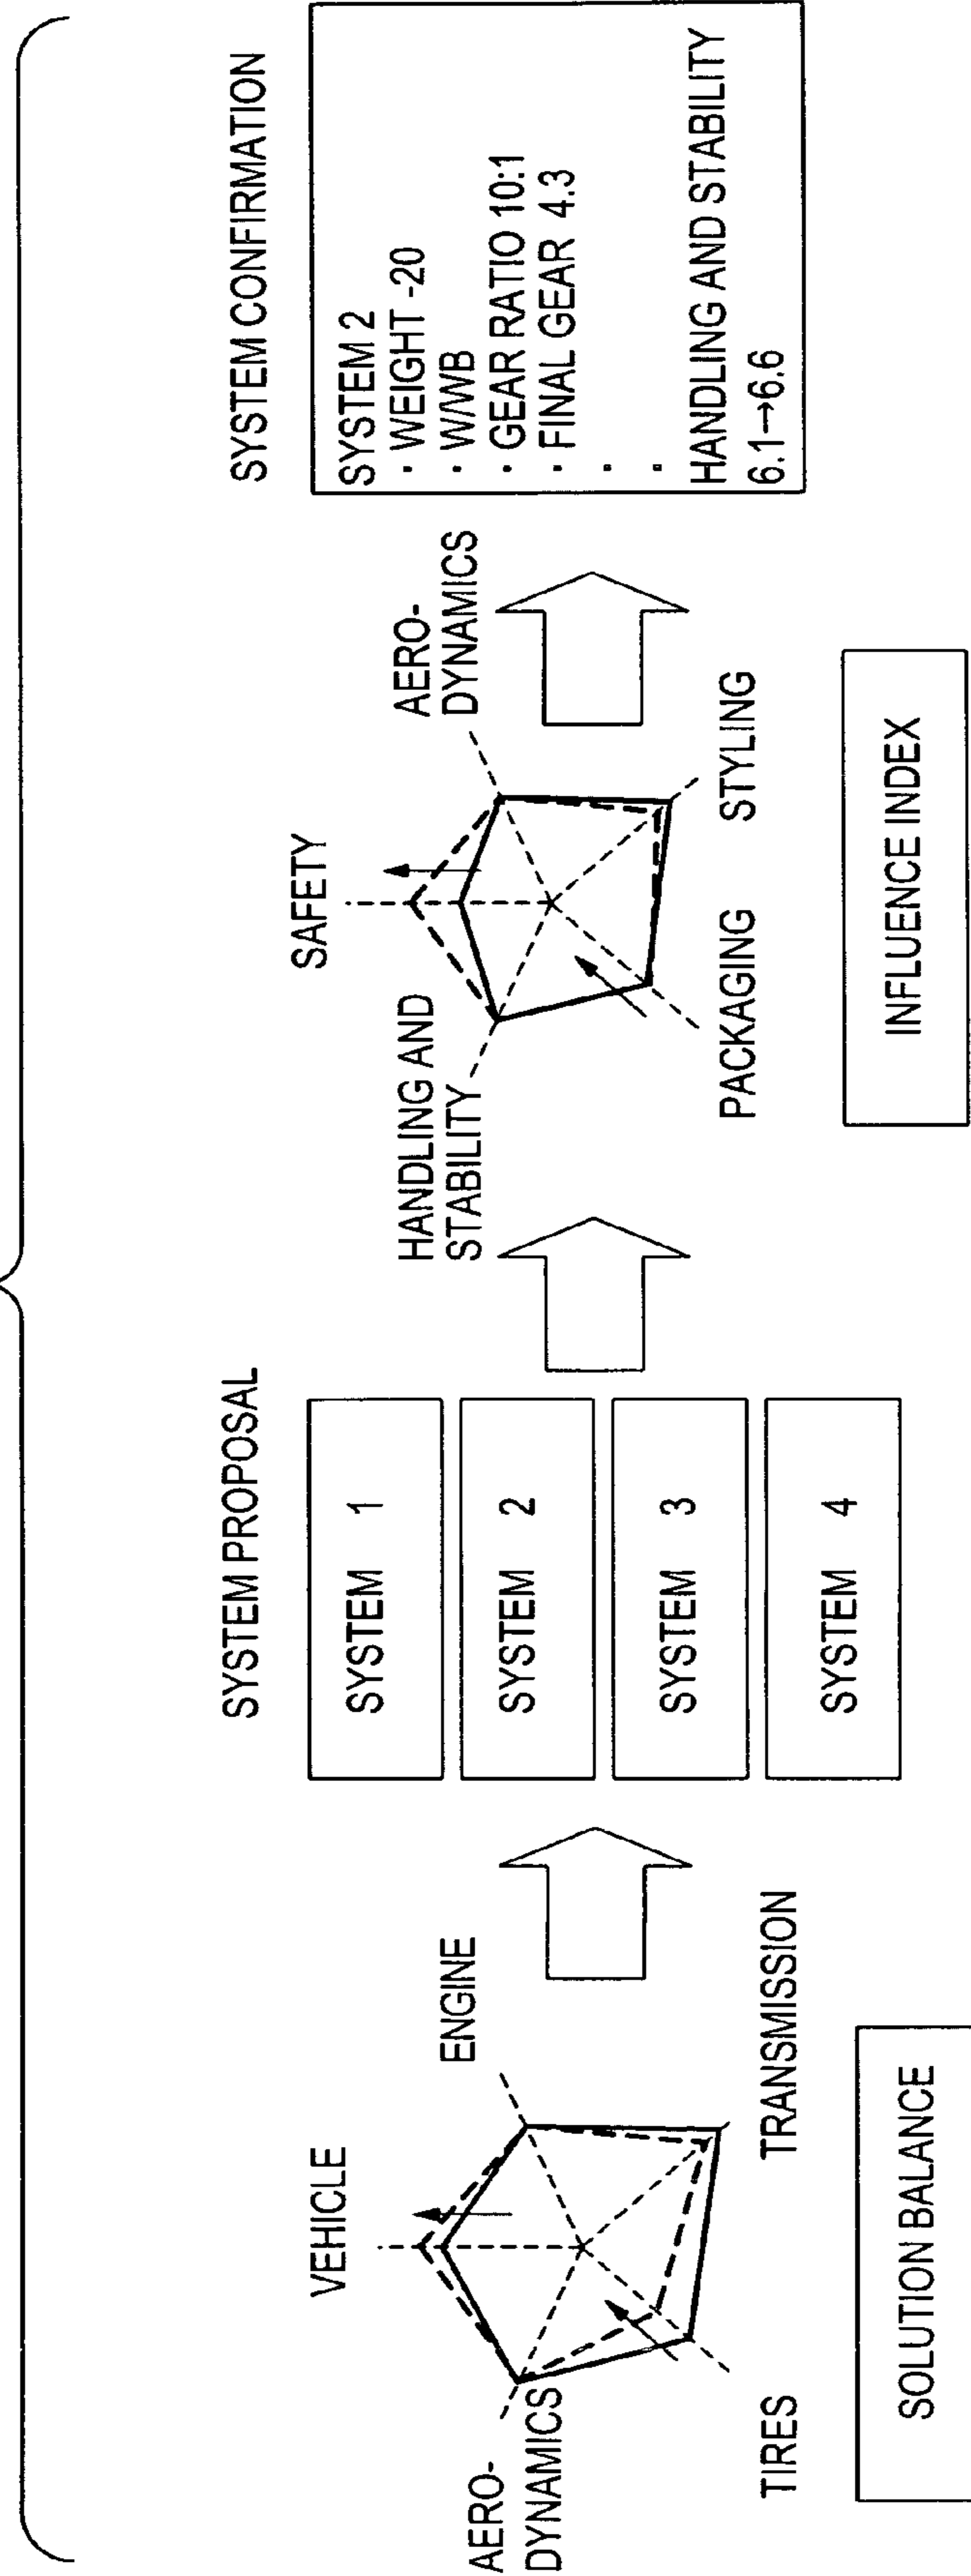 VEHICLE
ENGINE
AERO-
DYNAMICS
TIRES
TRANSMISSION
SOLUTION BALANCE
SYSTEM PROPOSAL
SYSTEM 1
SYSTEM 2
SYSTEM 3
SYSTEM 4
SAFETY
HANDLING AND
STABILITY
AERO-
DYNAMICS
PACKAGING
STYLING
INFLUENCE INDEX
SYSTEM CONFIRMATION
SYSTEM 2
· WEIGHT -20
· W/WB
· GEAR RATIO 10:1
· FINAL GEAR 4.3
·
·
HANDLING AND STABILITY
6.1→6.6